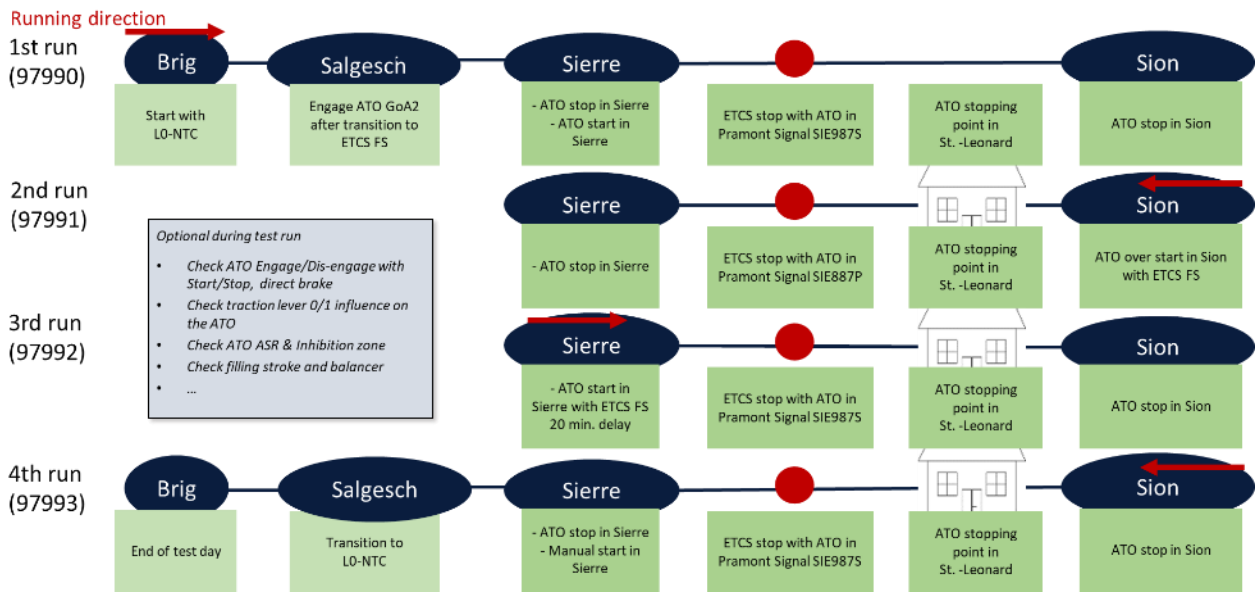 Running direction
1st run
(97990)
Brig
Salgesch
Sierre
Sion
Start with
L0-NTC
Engage ATO GoA2
after transition to
ETCS FS
- ATO stop in Sierre
- ATO start in
Sierre
ETCS stop with ATO in
Pramont Signal SIE987S
ATO stopping
point in
St. -Leonard
ATO stop in Sion
2nd run
(97991)
Sierre
Sion
- ATO stop in Sierre
ETCS stop with ATO in
Pramont Signal SIE887P
ATO stopping
point in
St. -Leonard
ATO over start in Sion
with ETCS FS
Optional during test run
• Check ATO Engage/Dis-engage with
Start/Stop, direct brake
• Check traction lever 0/1 influence on
the ATO
• Check ATO ASR & Inhibition zone
• Check filling stroke and balancer
• ...
3rd run
(97992)
Sierre
Sion
- ATO start in
Sierre with ETCS FS
20 min. delay
ETCS stop with ATO in
Pramont Signal SIE987S
ATO stopping
point in
St. -Leonard
ATO stop in Sion
4th run
(97993)
Brig
Salgesch
Sierre
Sion
End of test day
Transition to
L0-NTC
- ATO stop in Sierre
- Manual start in
Sierre
ETCS stop with ATO in
Pramont Signal SIE987S
ATO stopping
point in
St. -Leonard
ATO stop in Sion